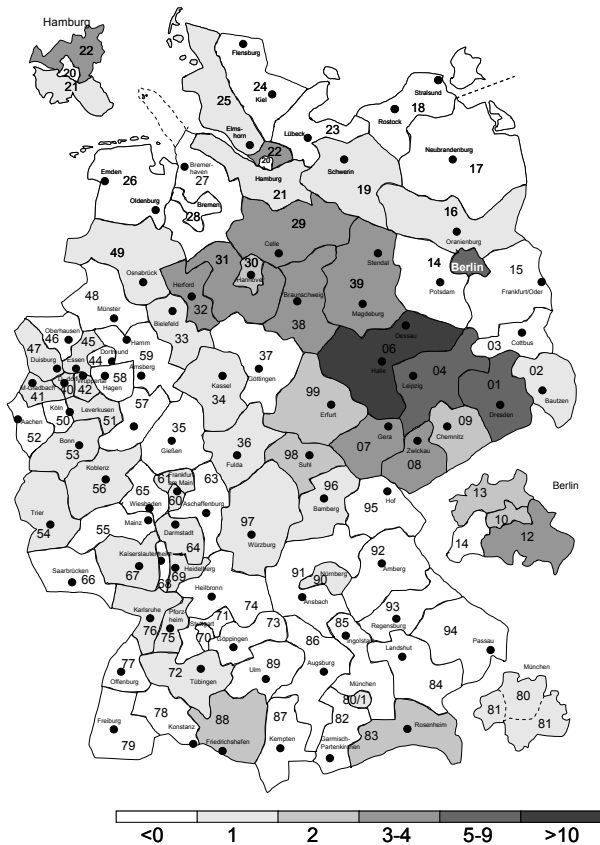 Hamburg
22
20
21
Flensburg
24
Kiel
25
Stralsund
18
Rostock
Elms-
horn
Lübeck
23
22
20
Hamburg
21
Schwerin
19
Neubrandenburg
17
Emden
26
Oldenburg
Bremer-
haven
27
Bremen
28
16
Oranienburg
29
Celle
49
Osnabrück
31
30
Hannover
Herford
32
Braunschweig
38
Stendal
39
Magdeburg
14
Potsdam
Berlin
15
Frankfurt/Oder
48
Münster
Bielefeld
33
37
Göttingen
Dessau
06
Halle
04
Leipzig
03
Cottbus
01
Dresden
02
Bautzen
Oberhausen
46
47
Duisburg
45
Essen
44
Dortmund
Hamm
59
Arnsberg
M-Gladbach
41
40
Wuppertal
42
58
Hagen
Kassel
34
99
Erfurt
Köln
50
Leverkusen
51
57
Aachen
52
Bonn
53
35
Gießen
Gera
07
Zwickau
08
09
Chemnitz
Koblenz
56
36
Fulda
98
Suhl
65
Wiesbaden
Mainz
61
Frankfurt
am Main
60
63
Aschaffenburg
96
Bamberg
Hof
95
Trier
54
55
Darmstadt
64
97
Würzburg
Kaiserslautern
67
68
69
Heidelberg
Saarbrücken
66
Heilbronn
91
90
Nürnberg
Ansbach
92
Amberg
Karlsruhe
76
Pforz-
heim
75
Stuttgart
70
71
Göppingen
74
73
93
Regensburg
94
Passau
85
Ingolstadt
86
Augsburg
Landshut
84
77
Offenburg
72
Tübingen
89
Ulm
München
80/1
Freiburg
79
78
Konstanz
88
Friedrichshafen
87
Kempten
82
Garmisch-
Partenkirchen
83
Rosenheim
Berlin
13
10
14
12
München
80
81
81
<0
1
2
3-4
5-9
>10